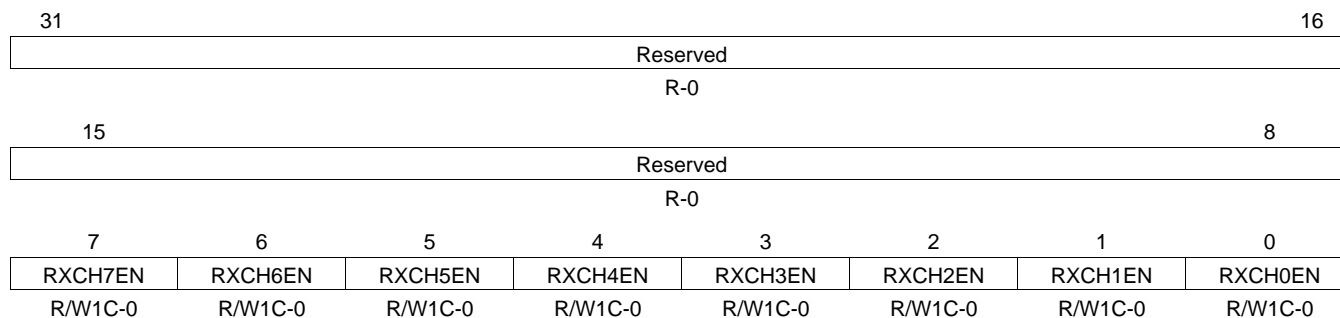 31 16
Reserved
R-0
15 8
Reserved
R-0
7 6 5 4 3 2 1 0
RXCH7EN RXCH6EN RXCH5EN RXCH4EN RXCH3EN RXCH2EN RXCH1EN RXCH0EN
R/W1C-0 R/W1C-0 R/W1C-0 R/W1C-0 R/W1C-0 R/W1C-0 R/W1C-0 R/W1C-0